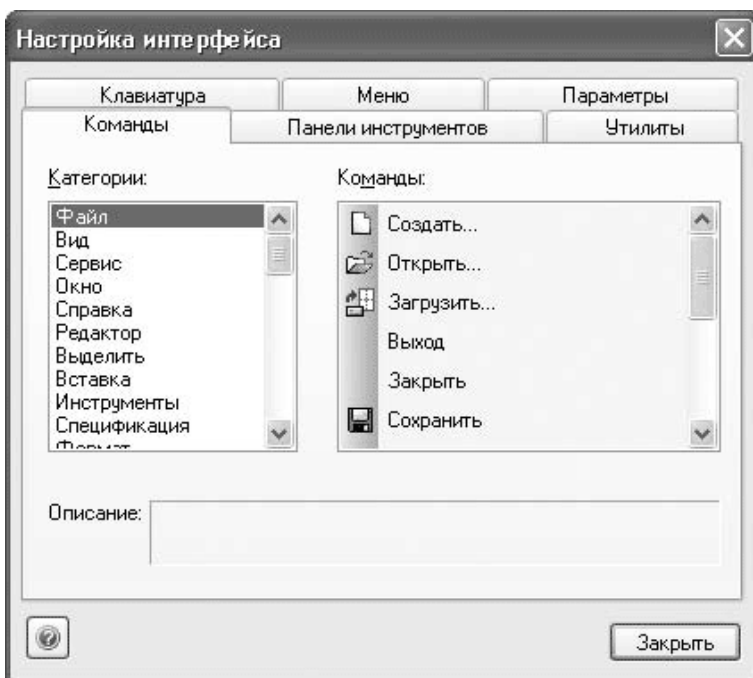 Настройка интерфейса
Клавиатура
Меню
Параметры
Команды
Панели инструментов
Утилиты
Категории:
Файл
Вид
Сервис
Окно
Справка
Редактор
Выделить
Вставка
Инструменты
Спецификация
Формат
Команды:
Создать...
Открыть...
Загрузить...
Выход
Закрыть
Сохранить
Описание:
Закрыть